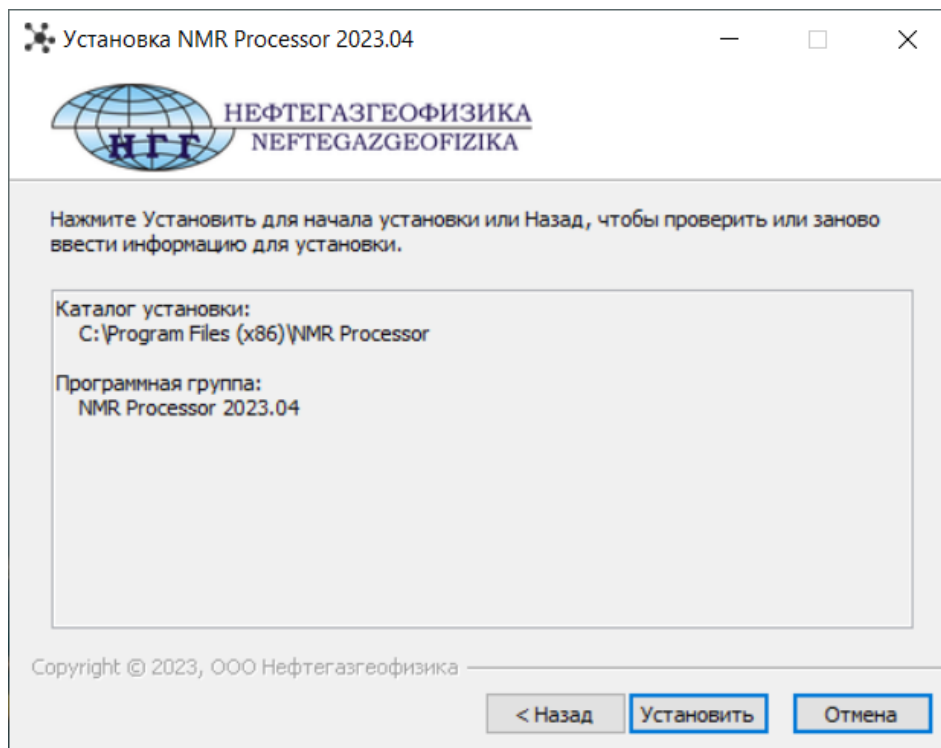 Установка NMR Processor 2023.04
НГГ
НЕФТЕГАЗГЕОФИЗИКА
NEFTEGAZGEOFIZIKA
Нажмите Установить для начала установки или Назад, чтобы проверить или заново
ввести информацию для установки.
Каталог установки:
C:\Program Files (x86)\NMR Processor
Программная группа:
NMR Processor 2023.04
Copyright © 2023, ООО Нефтегазгеофизика
< Назад
Установить
Отмена